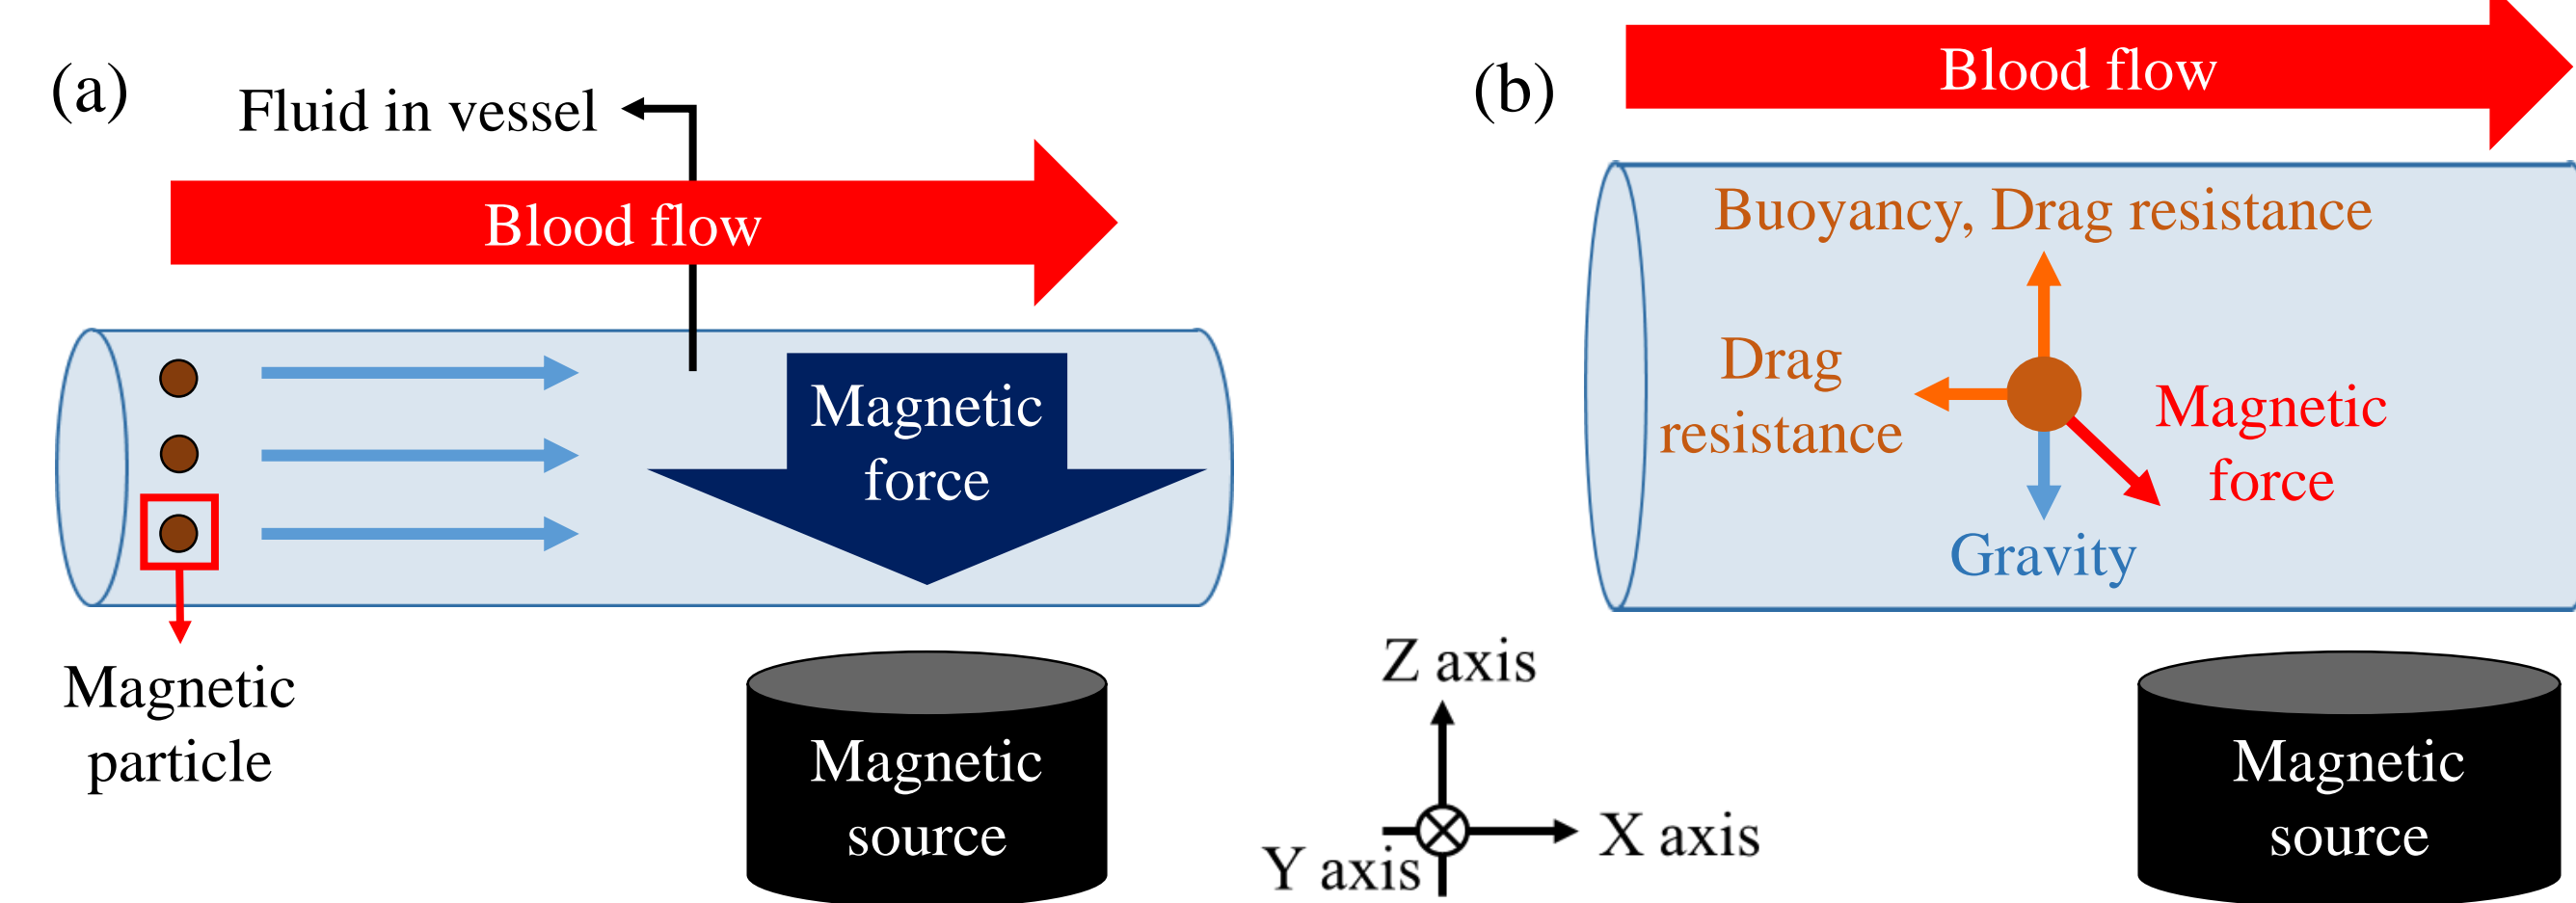 (a)
Fluid in vessel
Blood flow
Magnetic
force
Magnetic
particle
Magnetic
source
(b)
Blood flow
Buoyancy, Drag resistance
Drag
resistance
Magnetic
force
Gravity
Z axis
X axis
Y axis
Magnetic
source